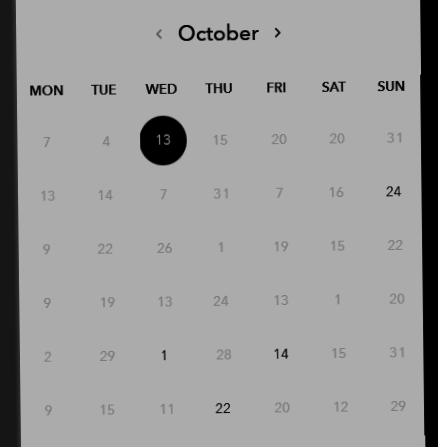 ‹ October ›
MON TUE WED THU FRI SAT SUN
7 4 13 15 20 20 31
13 14 7 31 7 16 24
9 22 26 1 19 15 22
9 19 13 24 13 1 20
2 29 1 28 14 15 31
9 15 11 22 20 12 29